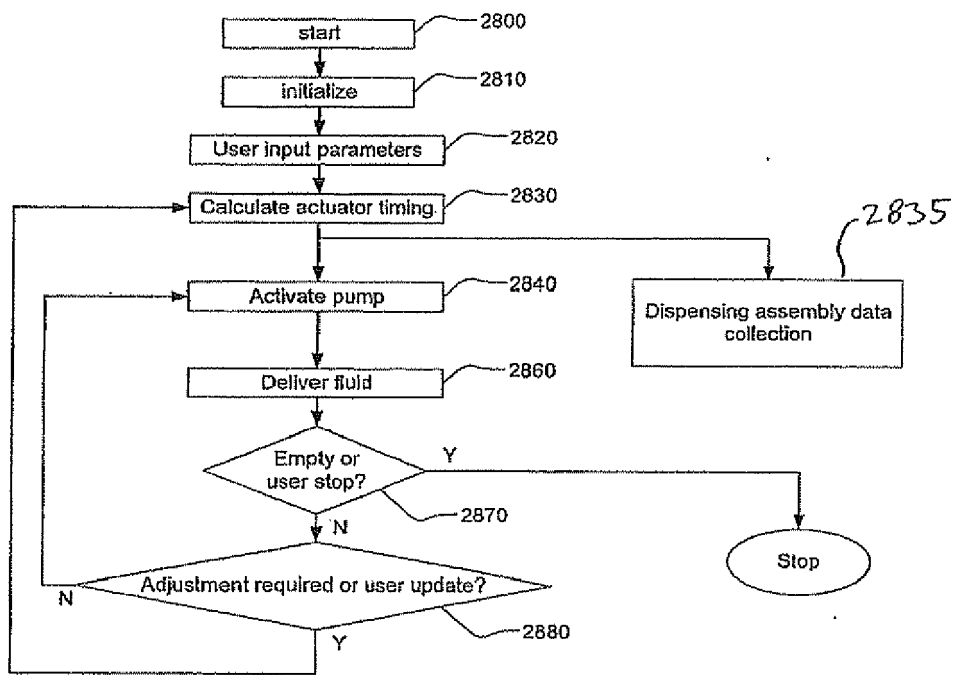 start
2800
initialize
2810
User input parameters
2820
Calculate actuator timing.
2830
2835
Activate pump
2840
Dispensing assembly data
collection
Deliver fluid
2860
Empty or
user stop?
Y
2870
N
Stop
Adjustment required or user update?
N
2880
Y